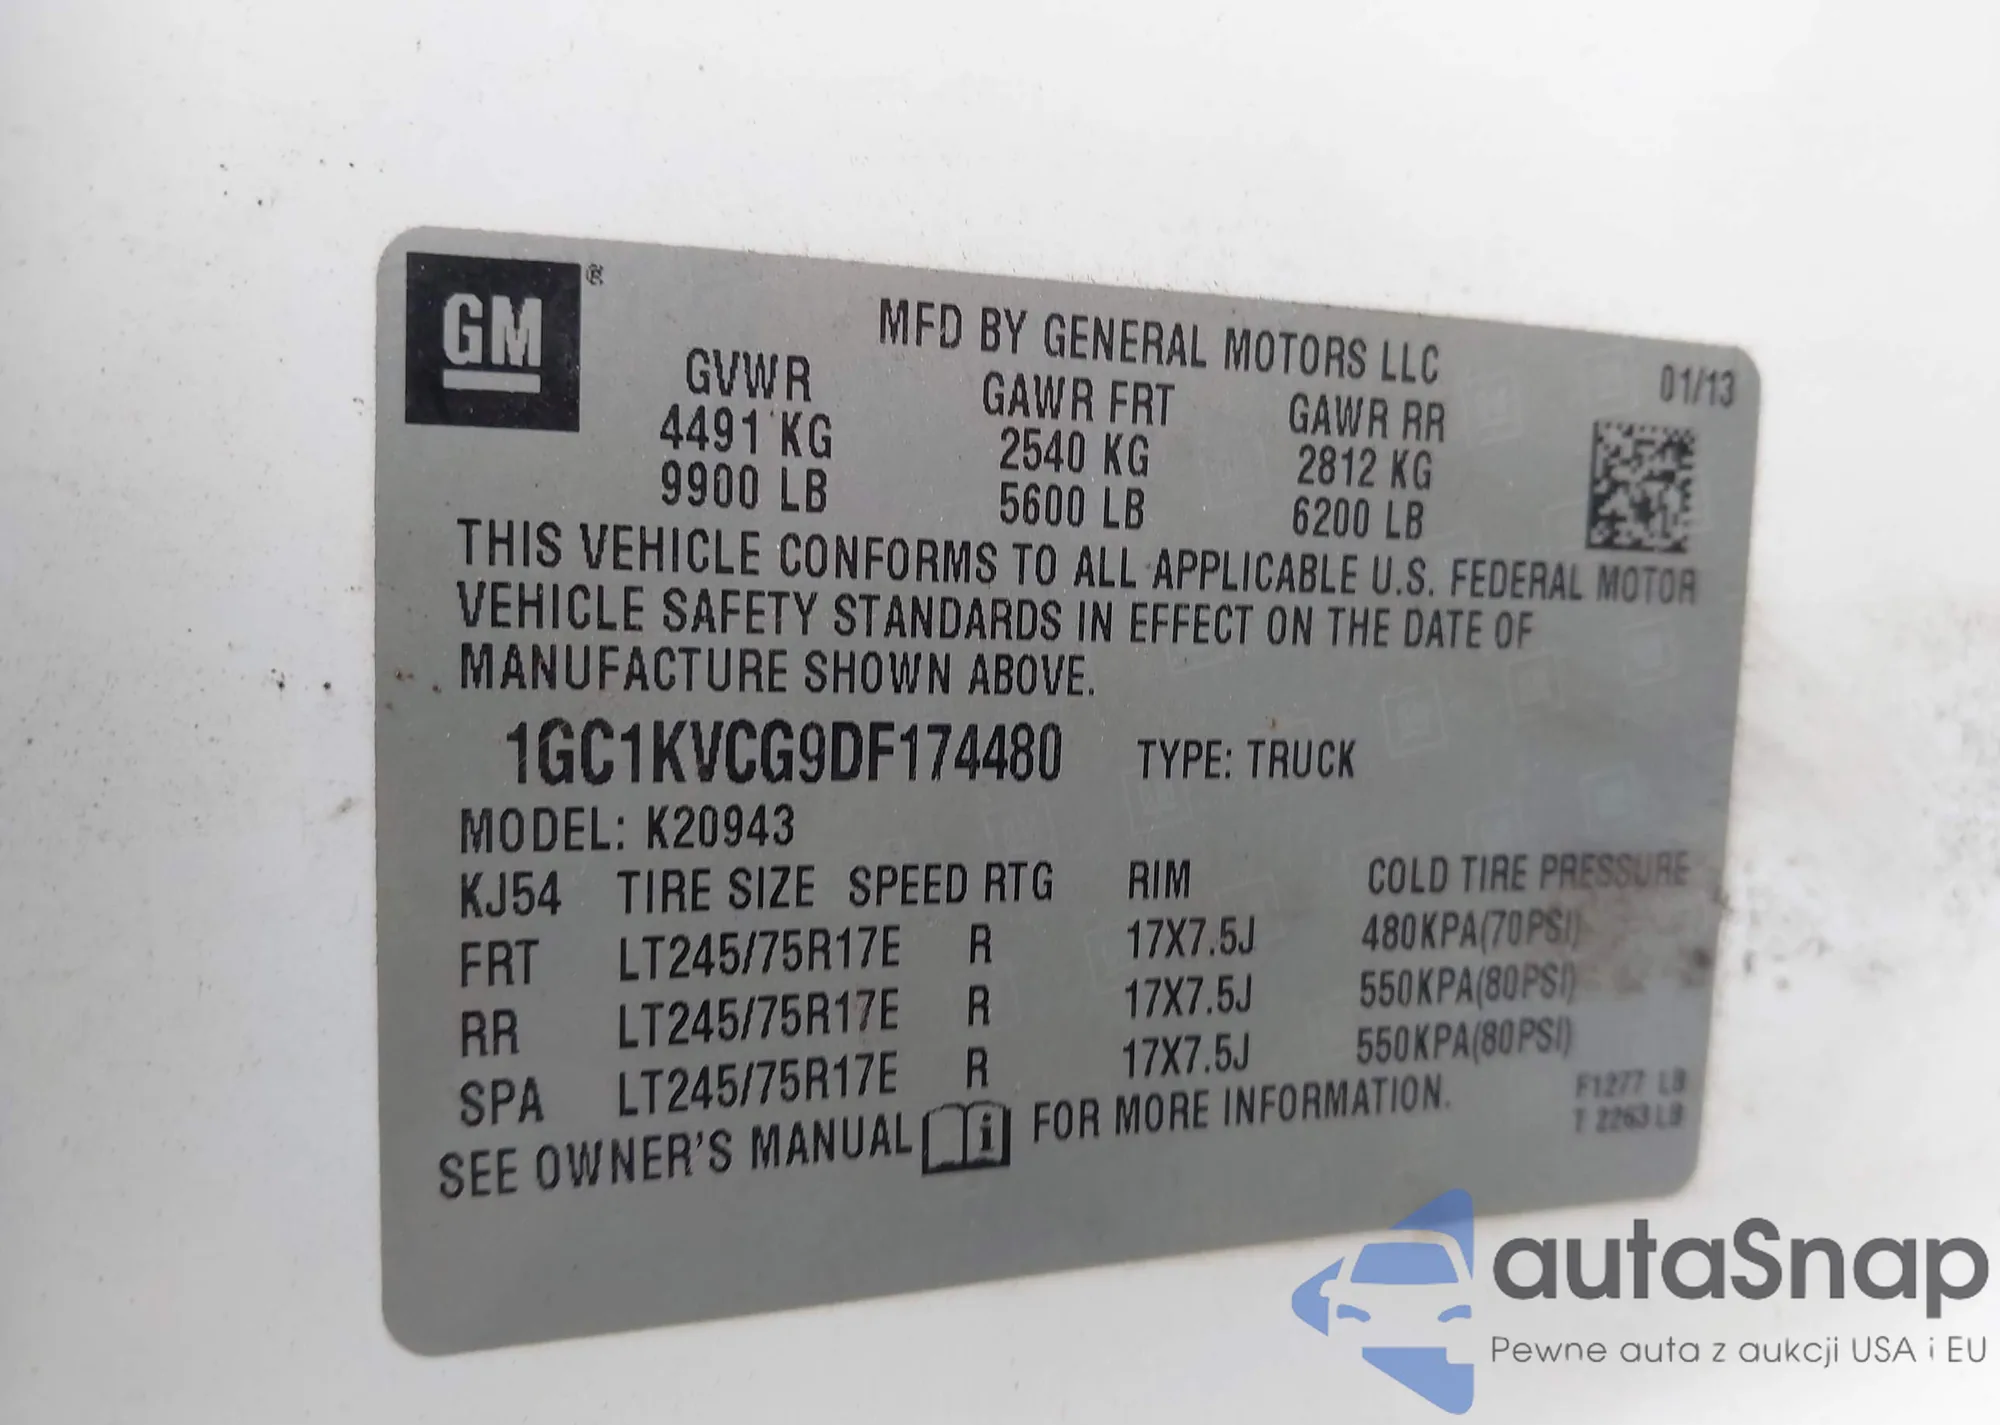 GM ®
MFD BY GENERAL MOTORS LLC
01/13
GVWR GAWR FRT GAWR RR
4491 KG 2540 KG 2812 KG
9900 LB 5600 LB 6200 LB
THIS VEHICLE CONFORMS TO ALL APPLICABLE U.S. FEDERAL MOTOR
VEHICLE SAFETY STANDARDS IN EFFECT ON THE DATE OF
MANUFACTURE SHOWN ABOVE.
1GC1KVCG9DF174480 TYPE: TRUCK
MODEL: K20943
KJ54 TIRE SIZE SPEED RTG RIM COLD TIRE PRESSURE
FRT LT245/75R17E R 17X7.5J 480KPA(70PSI)
RR LT245/75R17E R 17X7.5J 550KPA(80PSI)
SPA LT245/75R17E R 17X7.5J 550KPA(80PSI)
F1277 LB
T 2263 LB
SEE OWNER'S MANUAL i FOR MORE INFORMATION.
autaSnap
Pewne auta z aukcji USA i EU